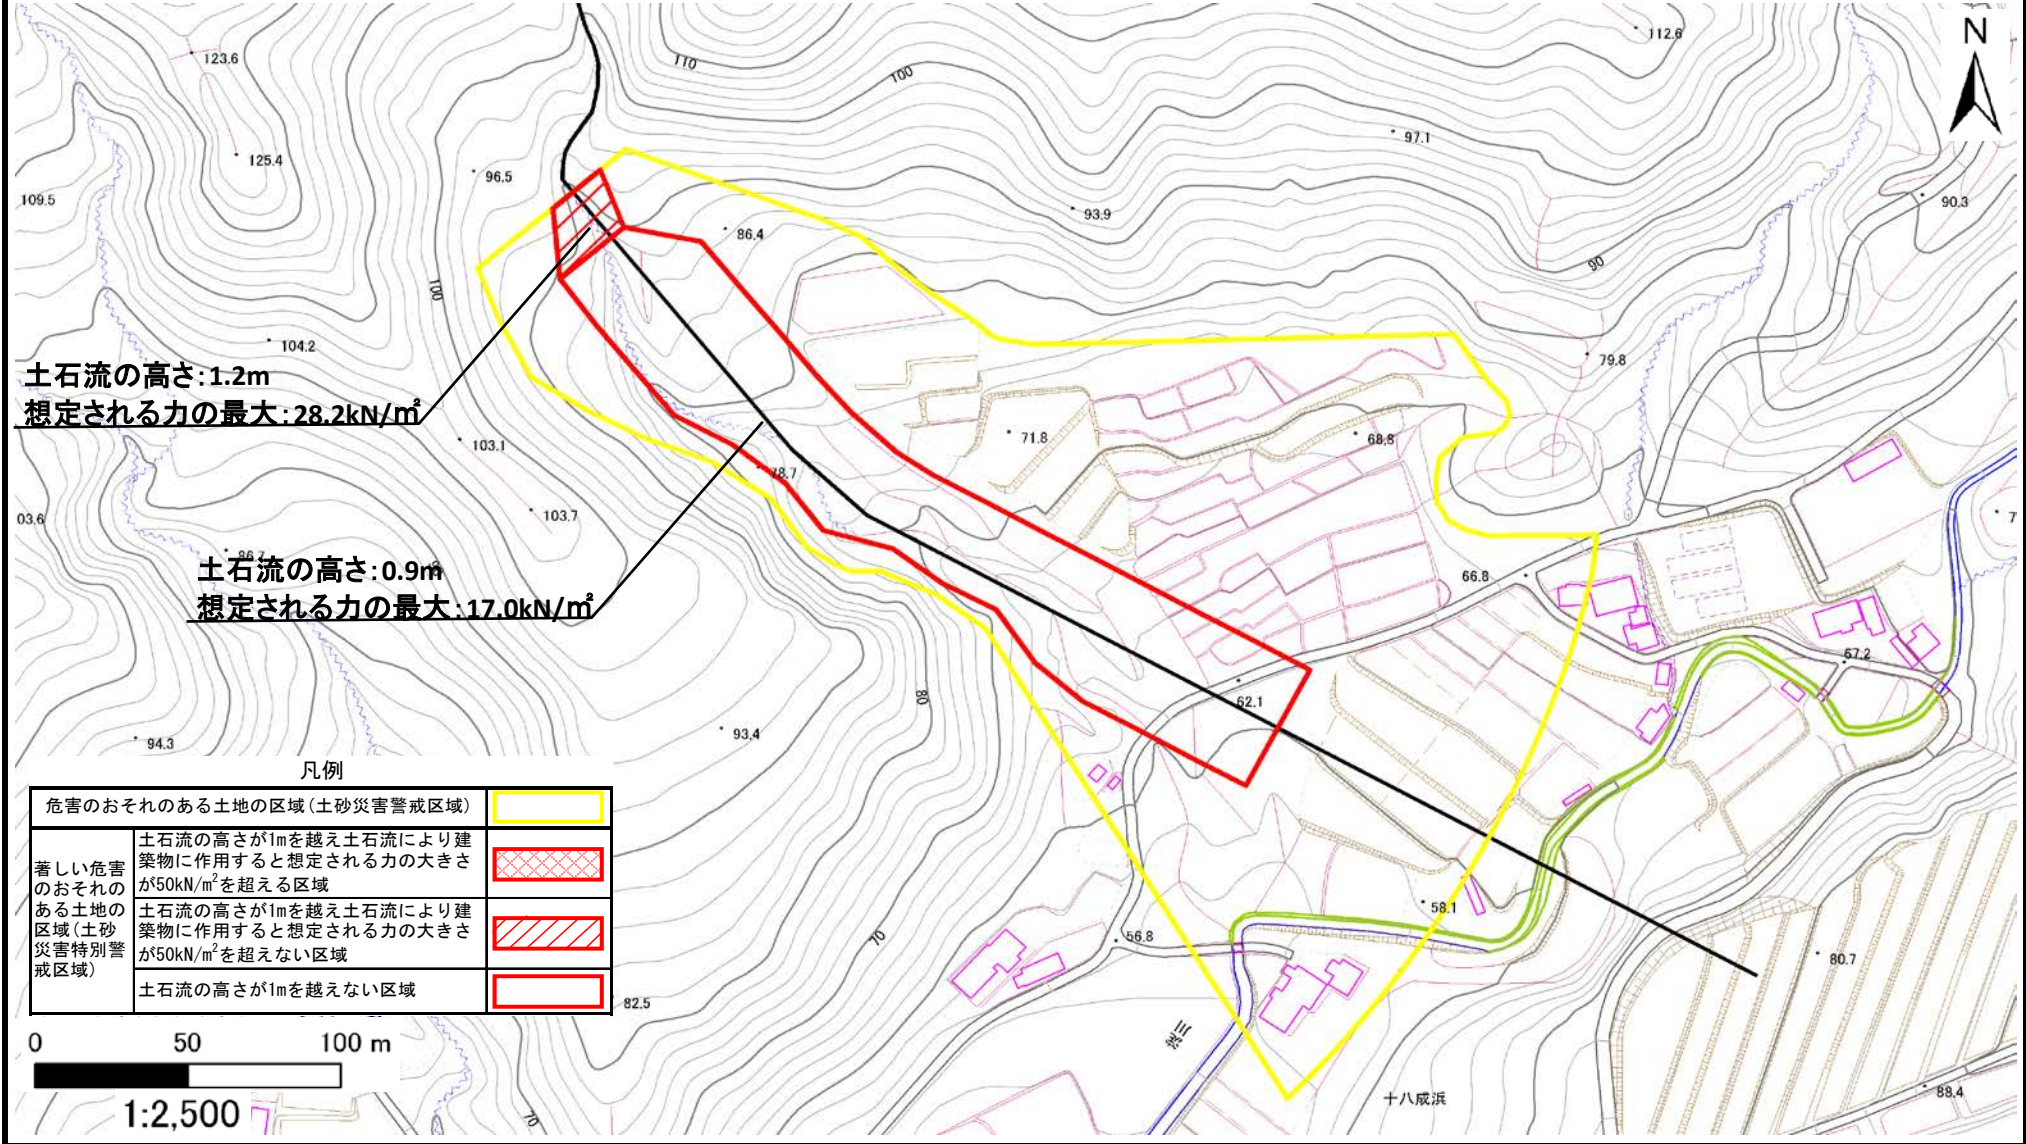 N
112.6
123.6
110
100
97.1
125.4
96.5
109.5
90.3
93.9
86.4
90
100
104.2
79.8
土石流の高さ:1.2m
想定される力の最大:28.2kN/㎡
71.8
68.8
103.1
78.7
103.7
03.6
86.7
7
土石流の高さ:0.9m
想定される力の最大:17.0kN/㎡
66.8
67.2
80
62.1
93.4
94.3
凡例
危害のおそれのある土地の区域(土砂災害警戒区域)
著しい危害
のおそれの
ある土地の
区域(土砂
災害特別警
戒区域)
土石流の高さが1mを越え土石流により建
築物に作用すると想定される力の大きさ
が50kN/m²を超える区域
土石流の高さが1mを越え土石流により建
築物に作用すると想定される力の大きさ
が50kN/m²を超えない区域
土石流の高さが1mを越えない区域
58.1
56.8
70
80.7
82.5
0 50 100 m
1:2,500
70
十八成浜
88.4